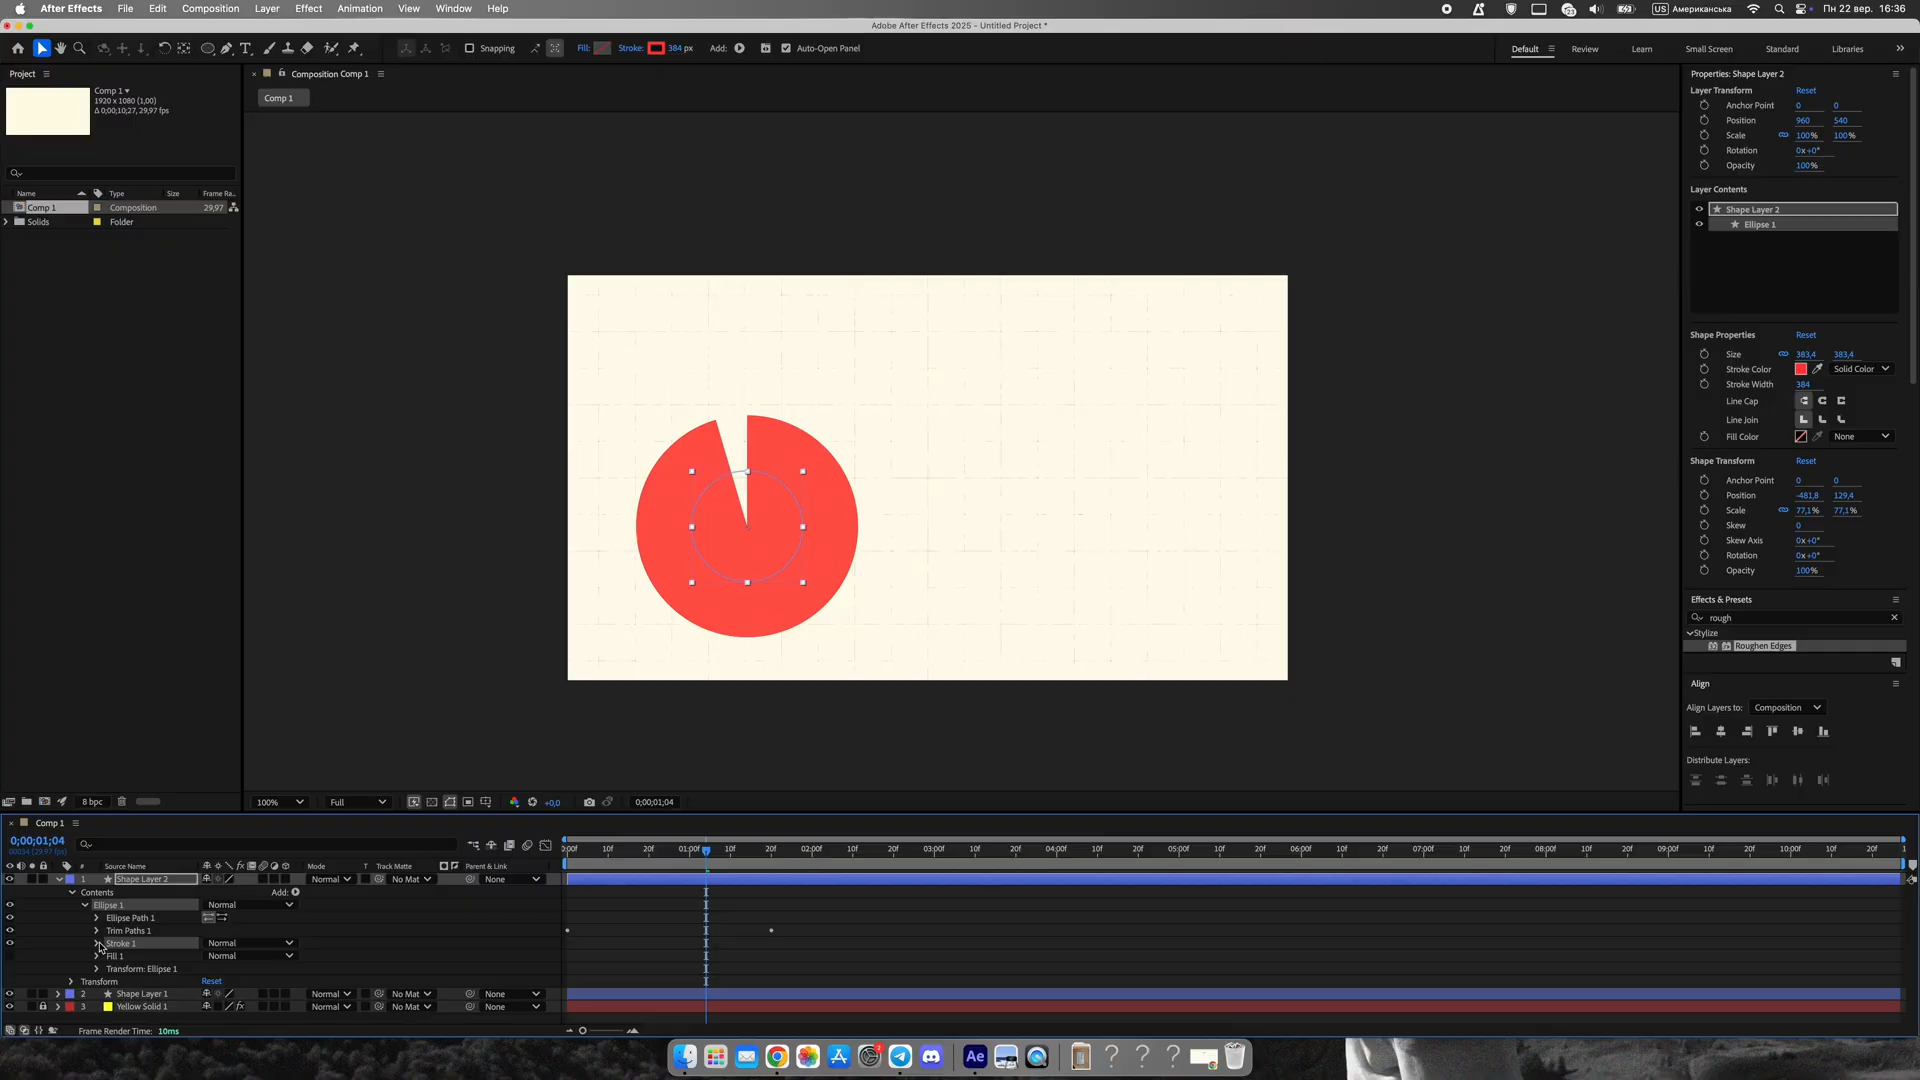 After Effects File Edit Composition Layer Effect Animation View Window Help US Американська Пн 22 вер. 16:36
Adobe After Effects 2025 - Untitled Project *
Snapping Fill: Stroke: 384 px Add: Auto-Open Panel Default Review Learn Small Screen Standard Libraries
Project
Composition Comp 1
Comp 1
Comp 1
1920 x 1080 (1,00)
Δ 0;00;10;27, 29,97 fps
Name Type Size Frame Ra...
Comp 1 Composition 29,97
Solids Folder
Properties: Shape Layer 2
Layer Transform Reset
Anchor Point 0 0
Position 960 540
Scale 100% 100%
Rotation 0x+0°
Opacity 100%
Layer Contents
Shape Layer 2
Ellipse 1
Shape Properties Reset
Size 383,4 383,4
Stroke Color Solid Color
Stroke Width 384
Line Cap
Line Join
Fill Color None
Shape Transform Reset
Anchor Point 0 0
Position -481,8 129,4
Scale 77,1% 77,1%
Skew 0
Skew Axis 0x+0°
Rotation 0x+0°
Opacity 100%
Effects & Presets
rough
Stylize
Roughen Edges
Align
Align Layers to: Composition
Distribute Layers:
8 bpc 100% Full +0,0 0;00;01;04
Comp 1
0;00;01;04
00034 (29.97 fps)
0:00f 10f 20f 01:00f 10f 20f 02:00f 10f 20f 03:00f 10f 20f 04:00f 10f 20f 05:00f 10f 20f 06:00f 10f 20f 07:00f 10f 20f 08:00f 10f 20f 09:00f 10f 20f 10:00f 10f 20f 1
# Source Name Mode T Track Matte Parent & Link
1 Shape Layer 2 Normal No Mat None
Contents Add:
Ellipse 1 Normal
Ellipse Path 1
Trim Paths 1
Stroke 1 Normal
Fill 1 Normal
Transform: Ellipse 1
Transform Reset
2 Shape Layer 1 Normal No Mat None
3 Yellow Solid 1 Normal No Mat None
Frame Render Time: 10ms
Ae